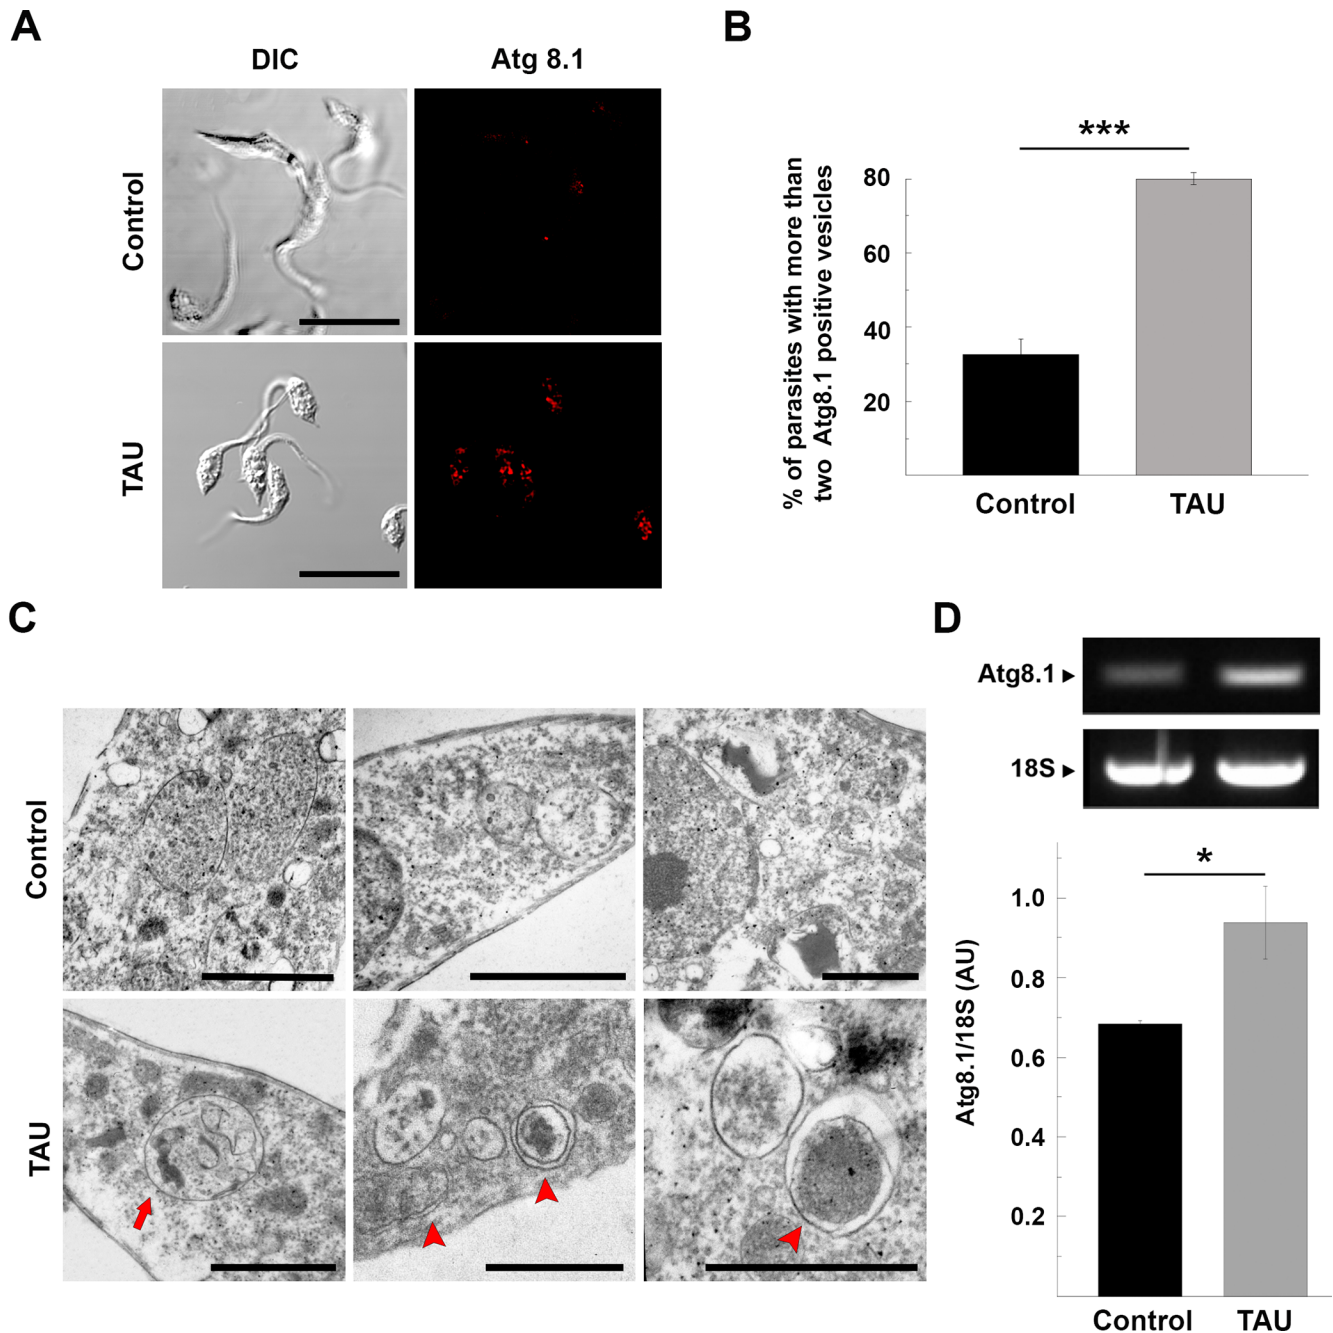 A
DIC
Atg 8.1
Control
TAU
B
***
% of parasites with more than
two Atg8.1 positive vesicles
80
60
40
20
Control
TAU
C
Control
TAU
D
Atg8.1
18S
*
Atg8.1/18S (AU)
1.0
0.8
0.6
0.4
0.2
Control
TAU